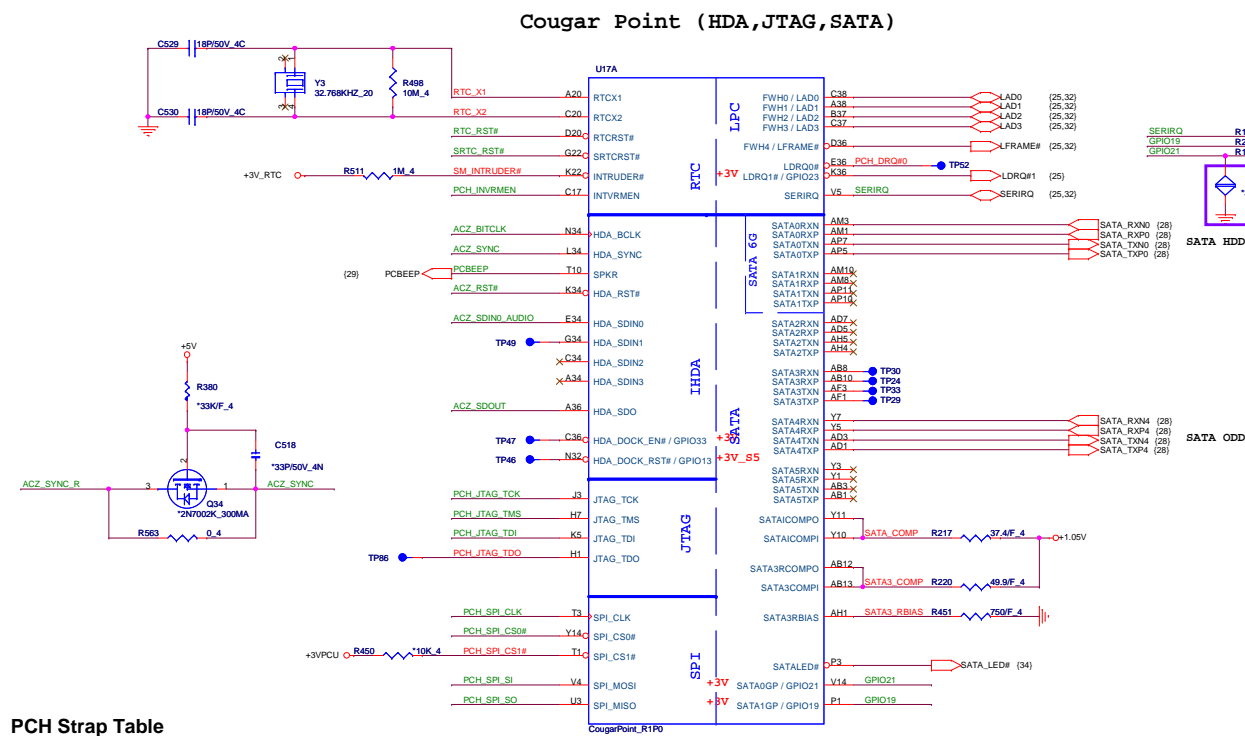 Cougar Point (HDA,JTAG,SATA)
C529 18P/50V_4C
Y3
32.768KHZ_20
R498
10M_4
C530 18P/50V_4C
U17A
RTC_X1 A20 RTCX1
RTC_X2 C20 RTCX2
RTC_RST# D20 RTCRST#
SRTC_RST# G22 SRTCRST#
+3V_RTC R511 1M_4 SM_INTRUDER# K22 INTRUDER#
PCH_INVRMEN C17 INTVRMEN
RTC
LPC
FWH0 / LAD0 C38 LAD0 {25,32}
FWH1 / LAD1 A38 LAD1 {25,32}
FWH2 / LAD2 B37 LAD2 {25,32}
FWH3 / LAD3 C37 LAD3 {25,32}
FWH4 / LFRAME# D36 LFRAME# {25,32}
LDRQ0# E36 PCH_DRQ#0 TP52
+3V LDRQ1# / GPIO23 K36 LDRQ#1 {25}
SERIRQ V5 SERIRQ SERIRQ {25,32}
SERIRQ
GPIO19
GPIO21
SATA HDD
ACZ_BITCLK N34 HDA_BCLK
ACZ_SYNC L34 HDA_SYNC
{29} PCBEEP PCBEEP T10 SPKR
ACZ_RST# K34 HDA_RST#
ACZ_SDIN0_AUDIO E34 HDA_SDIN0
TP49 G34 HDA_SDIN1
C34 HDA_SDIN2
A34 HDA_SDIN3
ACZ_SDOUT A36 HDA_SDO
TP47 C36 HDA_DOCK_EN# / GPIO33 +3V
TP46 N32 HDA_DOCK_RST# / GPIO13 +3V_S5
IHDA
SATA
SATA 6G
SATA0RXN AM3 SATA_RXN0 {28}
SATA0RXP AM1 SATA_RXP0 {28}
SATA0TXN AP7 SATA_TXN0 {28}
SATA0TXP AP5 SATA_TXP0 {28}
SATA1RXN AM10
SATA1RXP AM8
SATA1TXN AP11
SATA1TXP AP10
SATA2RXN AD7
SATA2RXP AD5
SATA2TXN AH5
SATA2TXP AH4
SATA3RXN AB8 TP30
SATA3RXP AB10 TP24
SATA3TXN AF3 TP33
SATA3TXP AF1 TP29
SATA4RXN Y7 SATA_RXN4 {28}
SATA4RXP Y5 SATA_RXP4 {28}
SATA4TXN AD3 SATA_TXN4 {28}
SATA4TXP AD1 SATA_TXP4 {28}
SATA ODD
SATA5RXN Y3
SATA5RXP Y1
SATA5TXN AB3
SATA5TXP AB1
SATAICOMPO Y11
SATAICOMPI Y10 SATA_COMP R217 37.4/F_4 +1.05V
SATA3RCOMPO AB12
SATA3COMPI AB13 SATA3_COMP R220 49.9/F_4
SATA3RBIAS AH1 SATA3_RBIAS R451 750/F_4
SATALED# P3 SATA_LED# {34}
+3V SATA0GP / GPIO21 V14 GPIO21
+3V SATA1GP / GPIO19 P1 GPIO19
+5V
R380
*33K/F_4
C518
*33P/50V_4N
2
ACZ_SYNC_R 3 1 ACZ_SYNC
Q34
*2N7002K_300MA
R563 0_4
PCH_JTAG_TCK J3 JTAG_TCK
PCH_JTAG_TMS H7 JTAG_TMS
PCH_JTAG_TDI K5 JTAG_TDI
TP86 PCH_JTAG_TDO H1 JTAG_TDO
JTAG
PCH_SPI_CLK T3 SPI_CLK
PCH_SPI_CS0# Y14 SPI_CS0#
+3VPCU R450 *10K_4 PCH_SPI_CS1# T1 SPI_CS1#
PCH_SPI_SI V4 SPI_MOSI
PCH_SPI_SO U3 SPI_MISO
SPI
CougarPoint_R1P0
PCH Strap Table